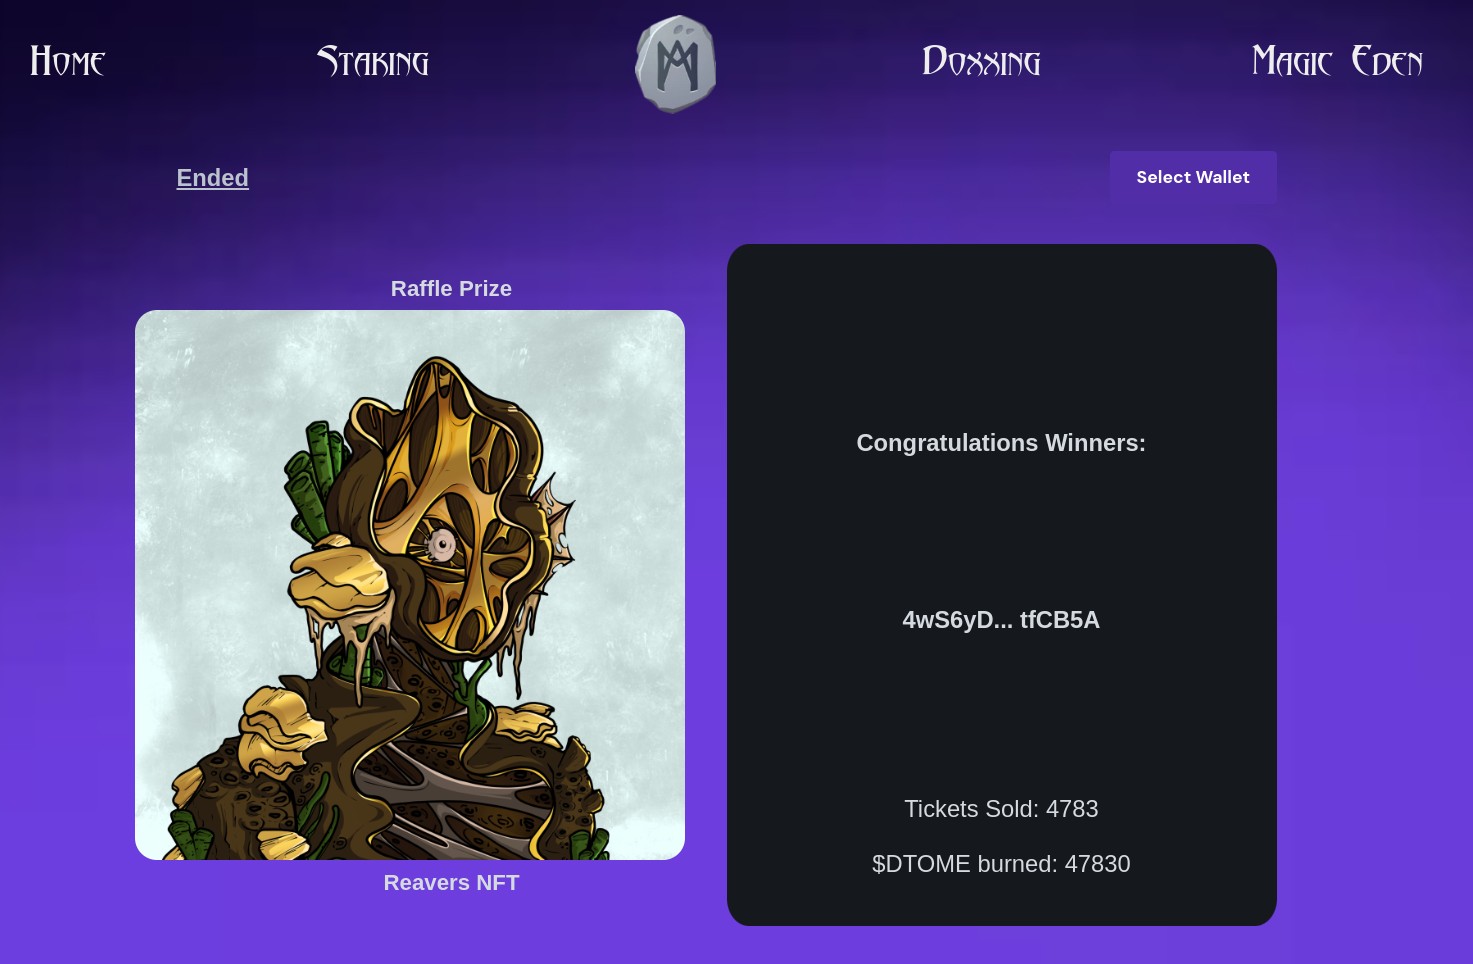 Home
Staking
Doxxing
Magic Eden
Ended
Select Wallet
Raffle Prize
Reavers NFT
Congratulations Winners:
4wS6yD... tfCB5A
Tickets Sold: 4783
$DTOME burned: 47830